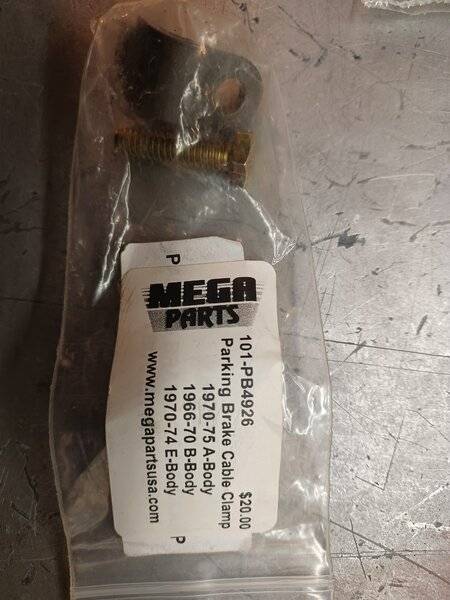 MEGA
PARTS
101-PB4926 $20.00
Parking Brake Cable Clamp
1970-75 A-Body
1966-70 B-Body
1970-74 E-Body
www.megapartsusa.com
P
P